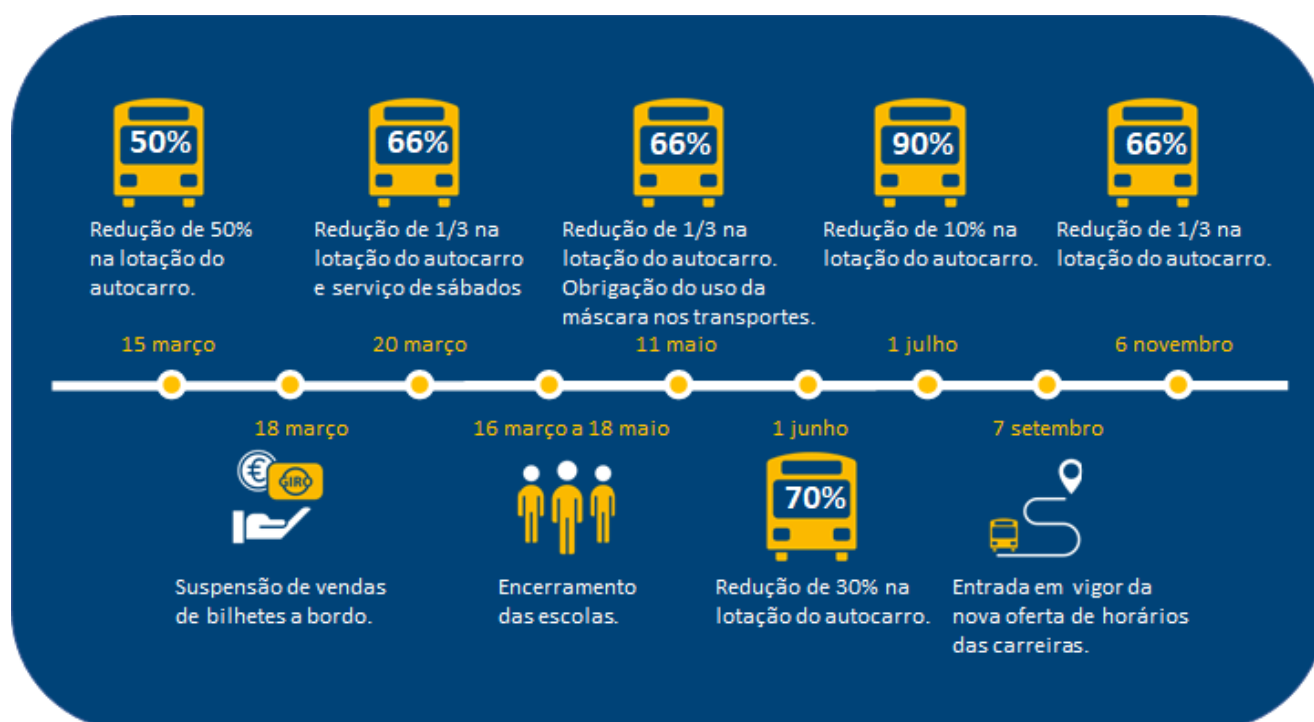 50%
Redução de 50%
na lotação do
autocarro.
66%
Redução de 1/3 na
lotação do autocarro
e serviço de sábados
66%
Redução de 1/3 na
lotação do autocarro.
Obrigação do uso da
máscara nos transportes.
90%
Redução de 10% na
lotação do autocarro.
66%
Redução de 1/3 na
lotação do autocarro.
15 março
20 março
11 maio
1 julho
6 novembro
18 março
€
GIRO
Suspensão de vendas
de bilhetes a bordo.
16 março a 18 maio
Encerramento
das escolas.
1 junho
70%
Redução de 30% na
lotação do autocarro.
7 setembro
Entrada em vigor da
nova oferta de horários
das carreiras.